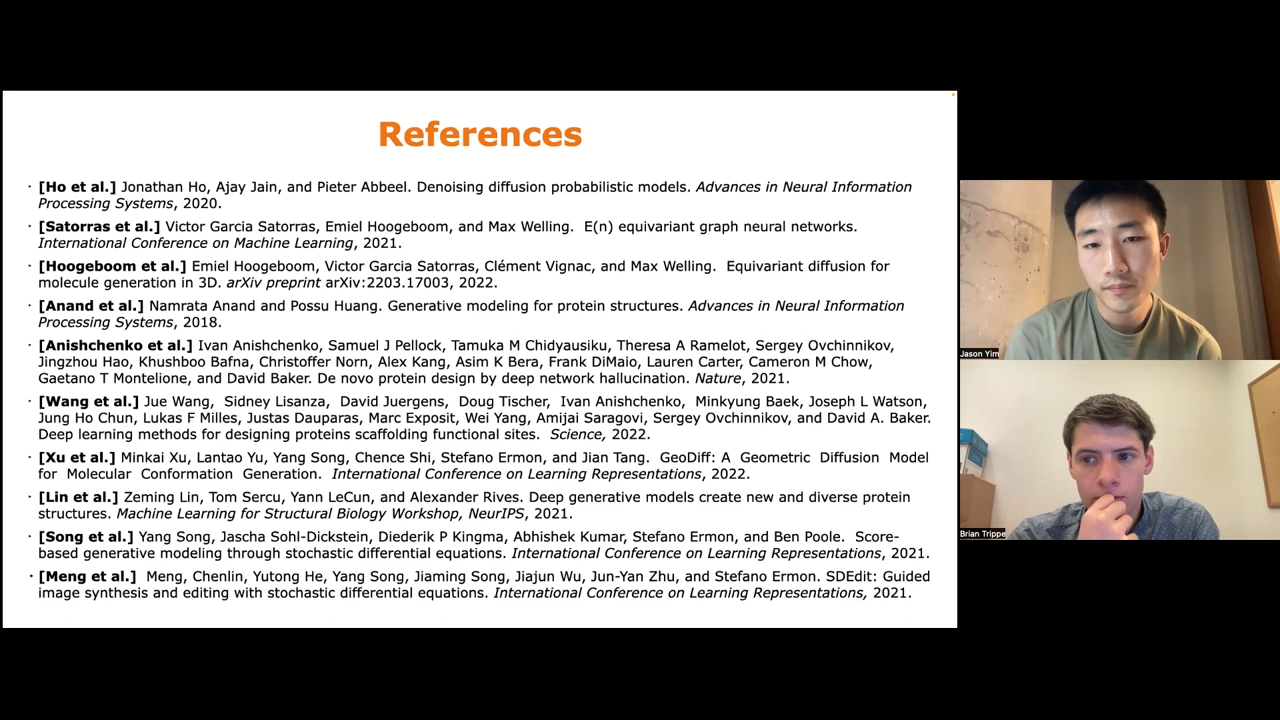 References
· [Ho et al.] Jonathan Ho, Ajay Jain, and Pieter Abbeel. Denoising diffusion probabilistic models. Advances in Neural Information
Processing Systems, 2020.
· [Satorras et al.] Victor Garcia Satorras, Emiel Hoogeboom, and Max Welling. E(n) equivariant graph neural networks.
International Conference on Machine Learning, 2021.
· [Hoogeboom et al.] Emiel Hoogeboom, Victor Garcia Satorras, Clément Vignac, and Max Welling. Equivariant diffusion for
molecule generation in 3D. arXiv preprint arXiv:2203.17003, 2022.
· [Anand et al.] Namrata Anand and Possu Huang. Generative modeling for protein structures. Advances in Neural Information
Processing Systems, 2018.
· [Anishchenko et al.] Ivan Anishchenko, Samuel J Pellock, Tamuka M Chidyausiku, Theresa A Ramelot, Sergey Ovchinnikov,
Jingzhou Hao, Khushboo Bafna, Christoffer Norn, Alex Kang, Asim K Bera, Frank DiMaio, Lauren Carter, Cameron M Chow,
Gaetano T Montelione, and David Baker. De novo protein design by deep network hallucination. Nature, 2021.
· [Wang et al.] Jue Wang, Sidney Lisanza, David Juergens, Doug Tischer, Ivan Anishchenko, Minkyung Baek, Joseph L Watson,
Jung Ho Chun, Lukas F Milles, Justas Dauparas, Marc Exposit, Wei Yang, Amijai Saragovi, Sergey Ovchinnikov, and David A. Baker.
Deep learning methods for designing proteins scaffolding functional sites. Science, 2022.
· [Xu et al.] Minkai Xu, Lantao Yu, Yang Song, Chence Shi, Stefano Ermon, and Jian Tang. GeoDiff: A Geometric Diffusion Model
for Molecular Conformation Generation. International Conference on Learning Representations, 2022.
· [Lin et al.] Zeming Lin, Tom Sercu, Yann LeCun, and Alexander Rives. Deep generative models create new and diverse protein
structures. Machine Learning for Structural Biology Workshop, NeurIPS, 2021.
· [Song et al.] Yang Song, Jascha Sohl-Dickstein, Diederik P Kingma, Abhishek Kumar, Stefano Ermon, and Ben Poole. Score-
based generative modeling through stochastic differential equations. International Conference on Learning Representations, 2021.
· [Meng et al.] Meng, Chenlin, Yutong He, Yang Song, Jiaming Song, Jiajun Wu, Jun-Yan Zhu, and Stefano Ermon. SDEdit: Guided
image synthesis and editing with stochastic differential equations. International Conference on Learning Representations, 2021.
Jason Yim
Brian Trippe